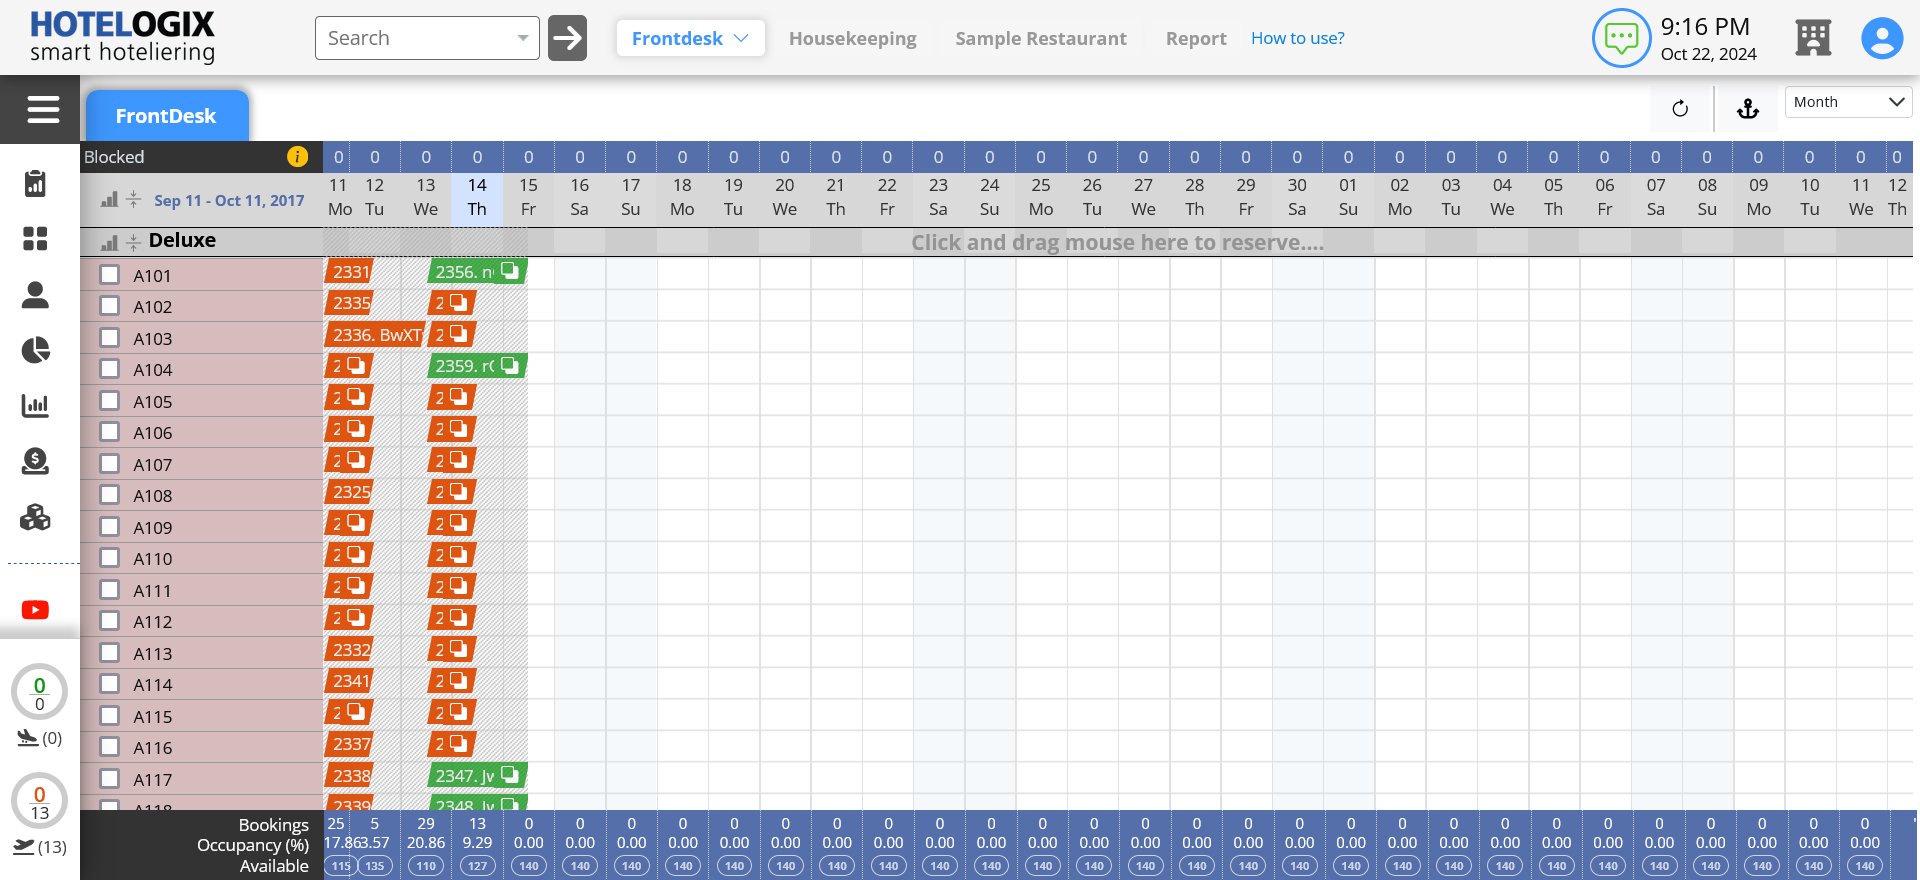 HOTELOGIX
smart hoteliering
Search
Frontdesk
Housekeeping
Sample Restaurant
Report
How to use?
9:16 PM
Oct 22, 2024
FrontDesk
Month
Blocked
i
0 0 0 0 0 0 0 0 0 0 0 0 0 0 0 0 0 0 0 0 0 0 0 0 0 0 0 0 0 0 0 0
Sep 11 - Oct 11, 2017
11 12 13 14 15 16 17 18 19 20 21 22 23 24 25 26 27 28 29 30 01 02 03 04 05 06 07 08 09 10 11 12
Mo Tu We Th Fr Sa Su Mo Tu We Th Fr Sa Su Mo Tu We Th Fr Sa Su Mo Tu We Th Fr Sa Su Mo Tu We Th
Deluxe
Click and drag mouse here to reserve....
A101 2331 2356. n
A102 2335 2
A103 2336. BwXT 2
A104 2 2359. r
A105 2 2
A106 2 2
A107 2 2
A108 2325 2
A109 2 2
A110 2 2
A111 2 2
A112 2 2
A113 2332 2
A114 2341 2
A115 2 2
A116 2337 2
A117 2338 2347. Jw
A118 2339 2348. Jw
0
0
(0)
0
13
(13)
Bookings 25 5 29 13 0 0 0 0 0 0 0 0 0 0 0 0 0 0 0 0 0 0 0 0 0 0 0 0 0 0 0
Occupancy (%) 17.86 3.57 20.86 9.29 0.00 0.00 0.00 0.00 0.00 0.00 0.00 0.00 0.00 0.00 0.00 0.00 0.00 0.00 0.00 0.00 0.00 0.00 0.00 0.00 0.00 0.00 0.00 0.00 0.00 0.00 0.00
Available 115 135 110 127 140 140 140 140 140 140 140 140 140 140 140 140 140 140 140 140 140 140 140 140 140 140 140 140 140 140 140